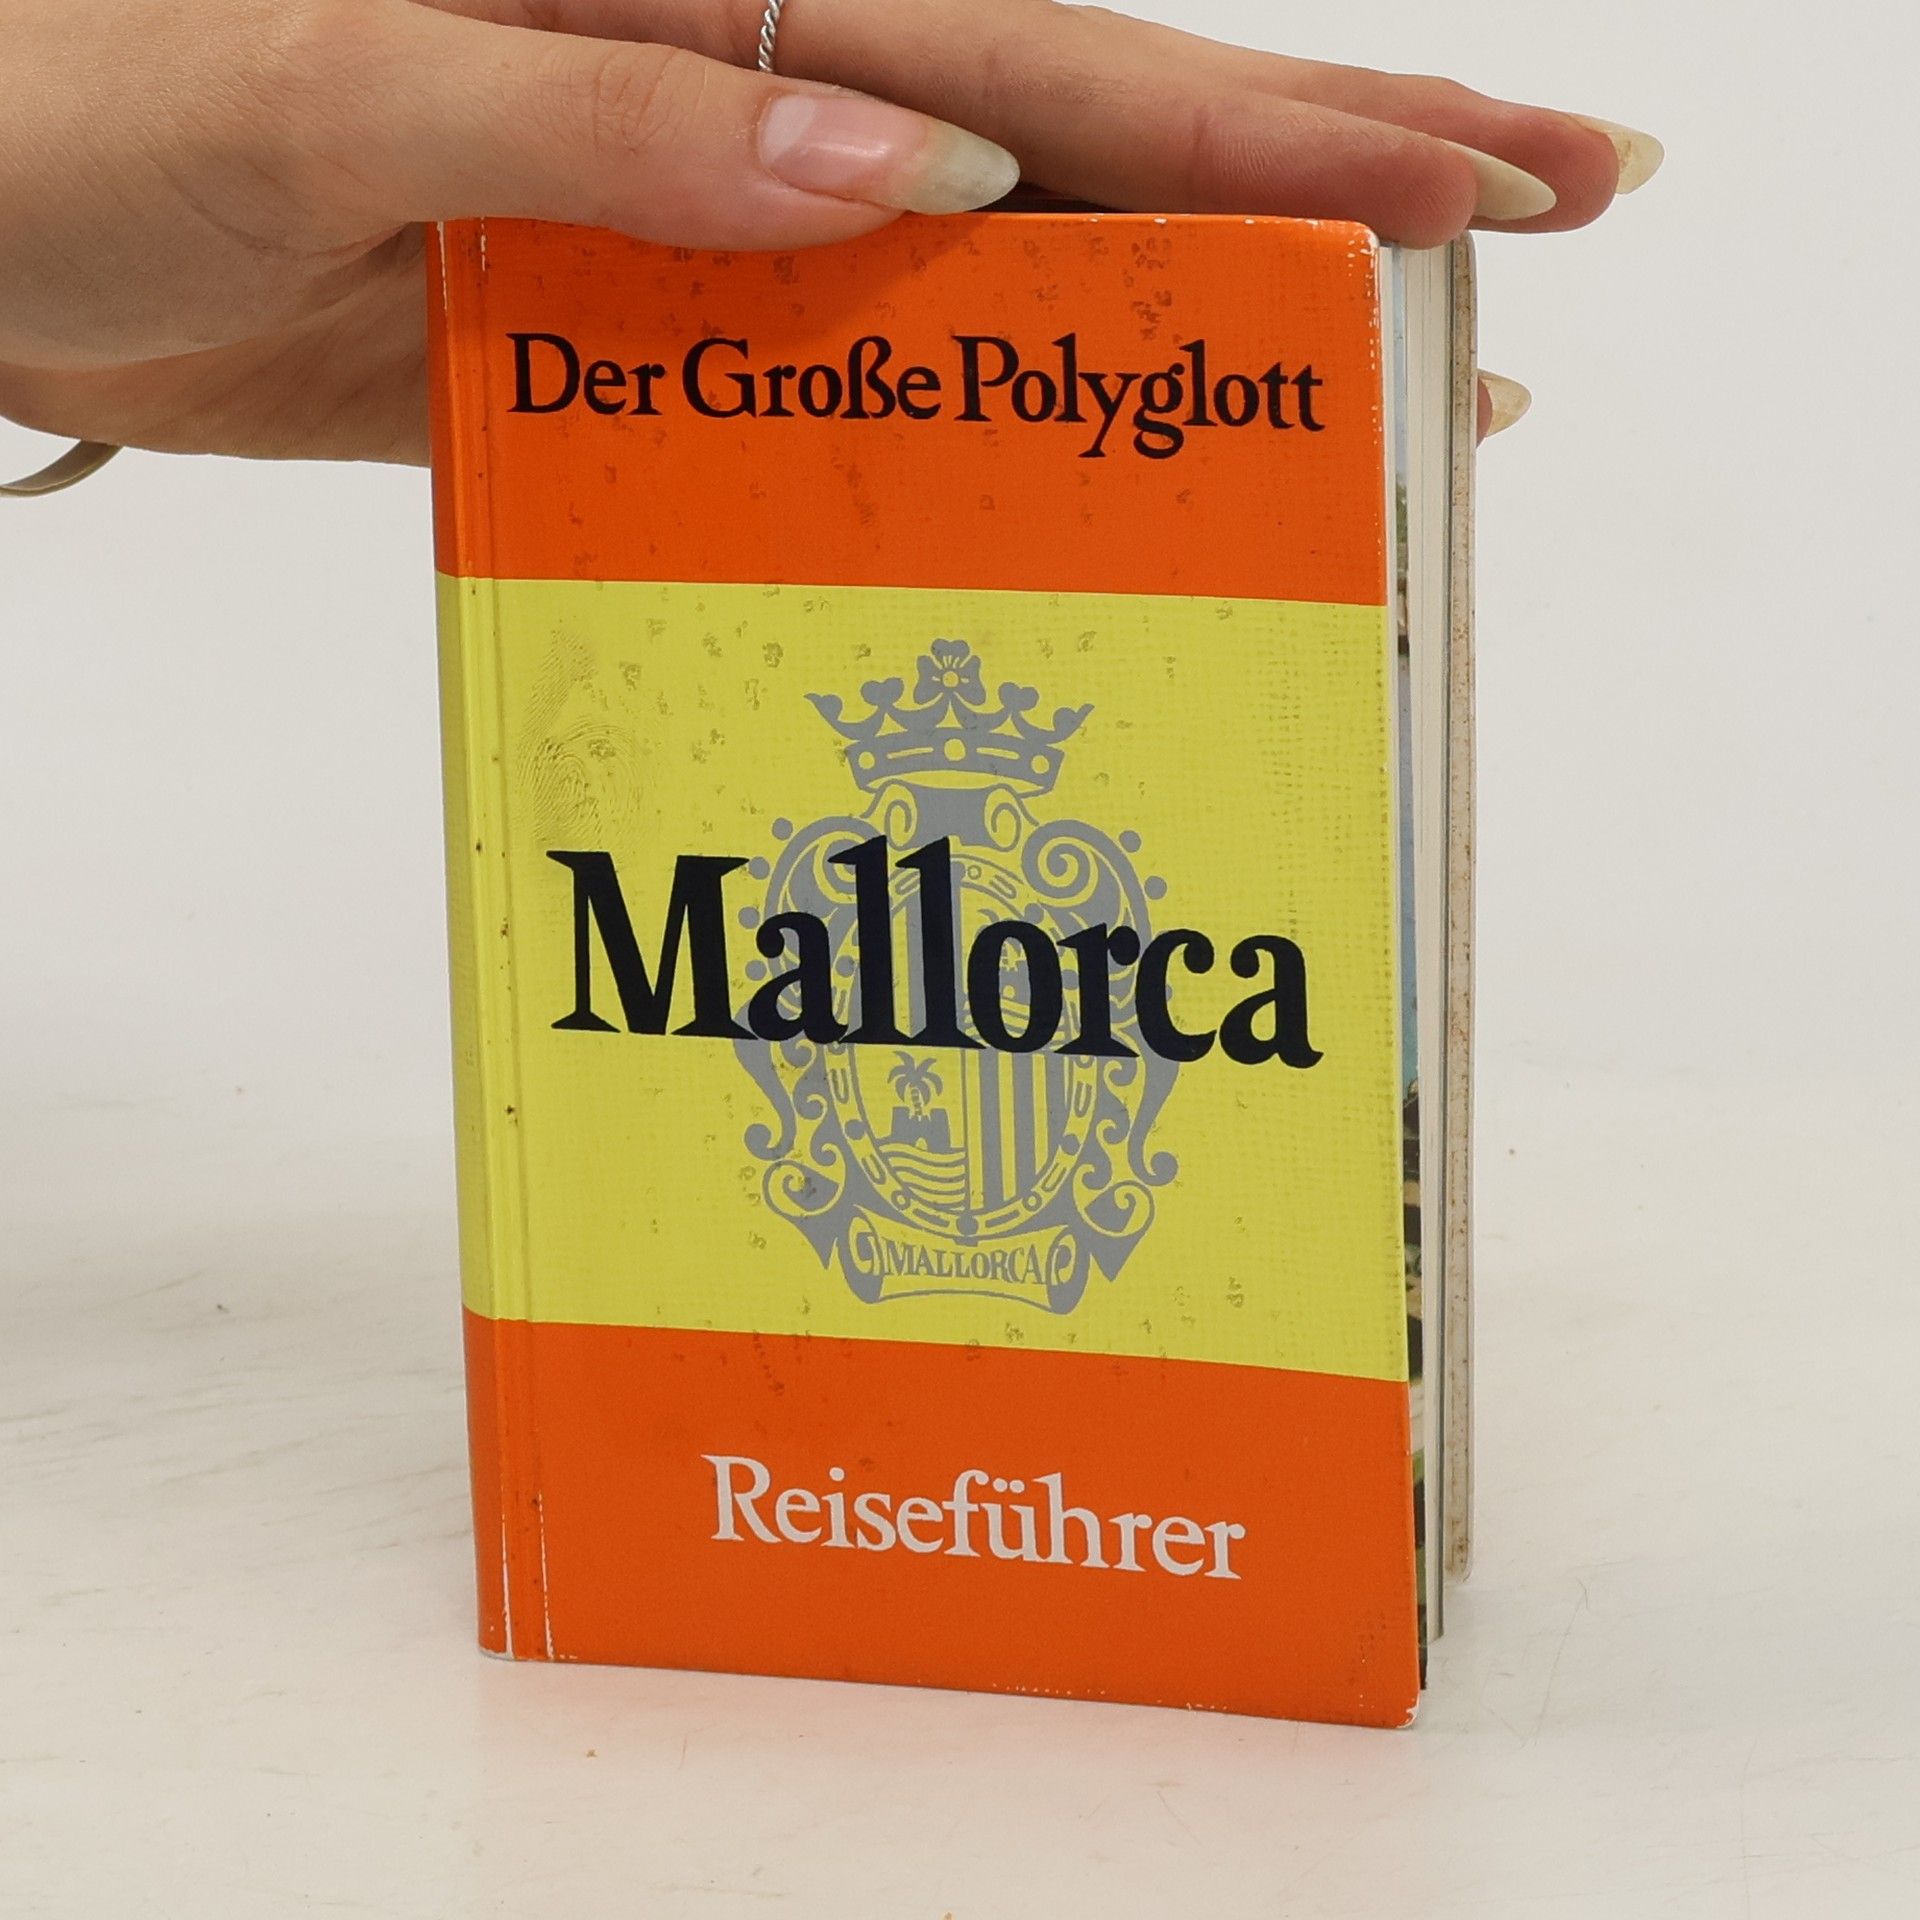 Der Große Polyglott
Mallorca
MALLORCA
Reiseführer